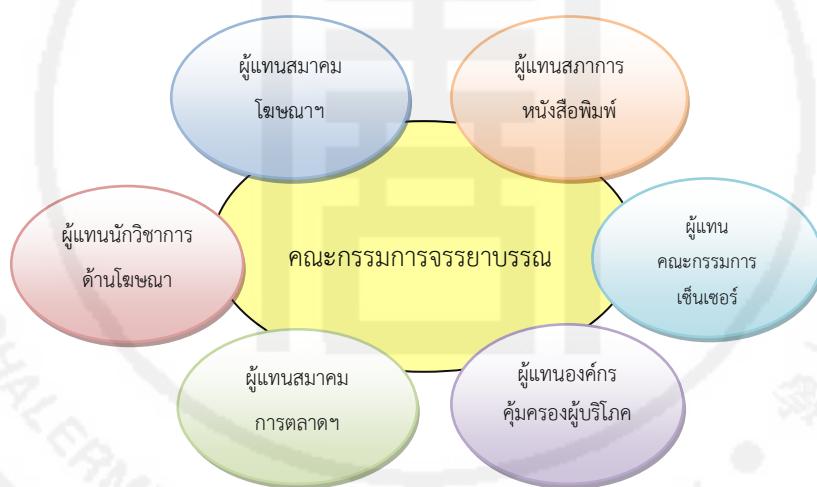 ผู้แทนสมาคม
โฆษณาฯ
ผู้แทนสภาการ
หนังสือพิมพ์
ผู้แทนนักวิชาการ
ด้านโฆษณา
คณะกรรมการจรรยาบรรณ
ผู้แทน
คณะกรรมการ
เซ็นเซอร์
ผู้แทนสมาคม
การตลาดฯ
ผู้แทนองค์กร
คุ้มครองผู้บริโภค